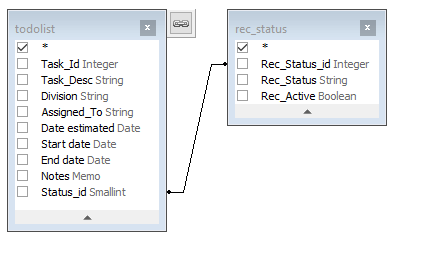 todolist
*
Task_Id Integer
Task_Desc String
Division String
Assigned_To String
Date estimated Date
Start date Date
End date Date
Notes Memo
Status_id Smallint
rec_status
*
Rec_Status_id Integer
Rec_Status String
Rec_Active Boolean